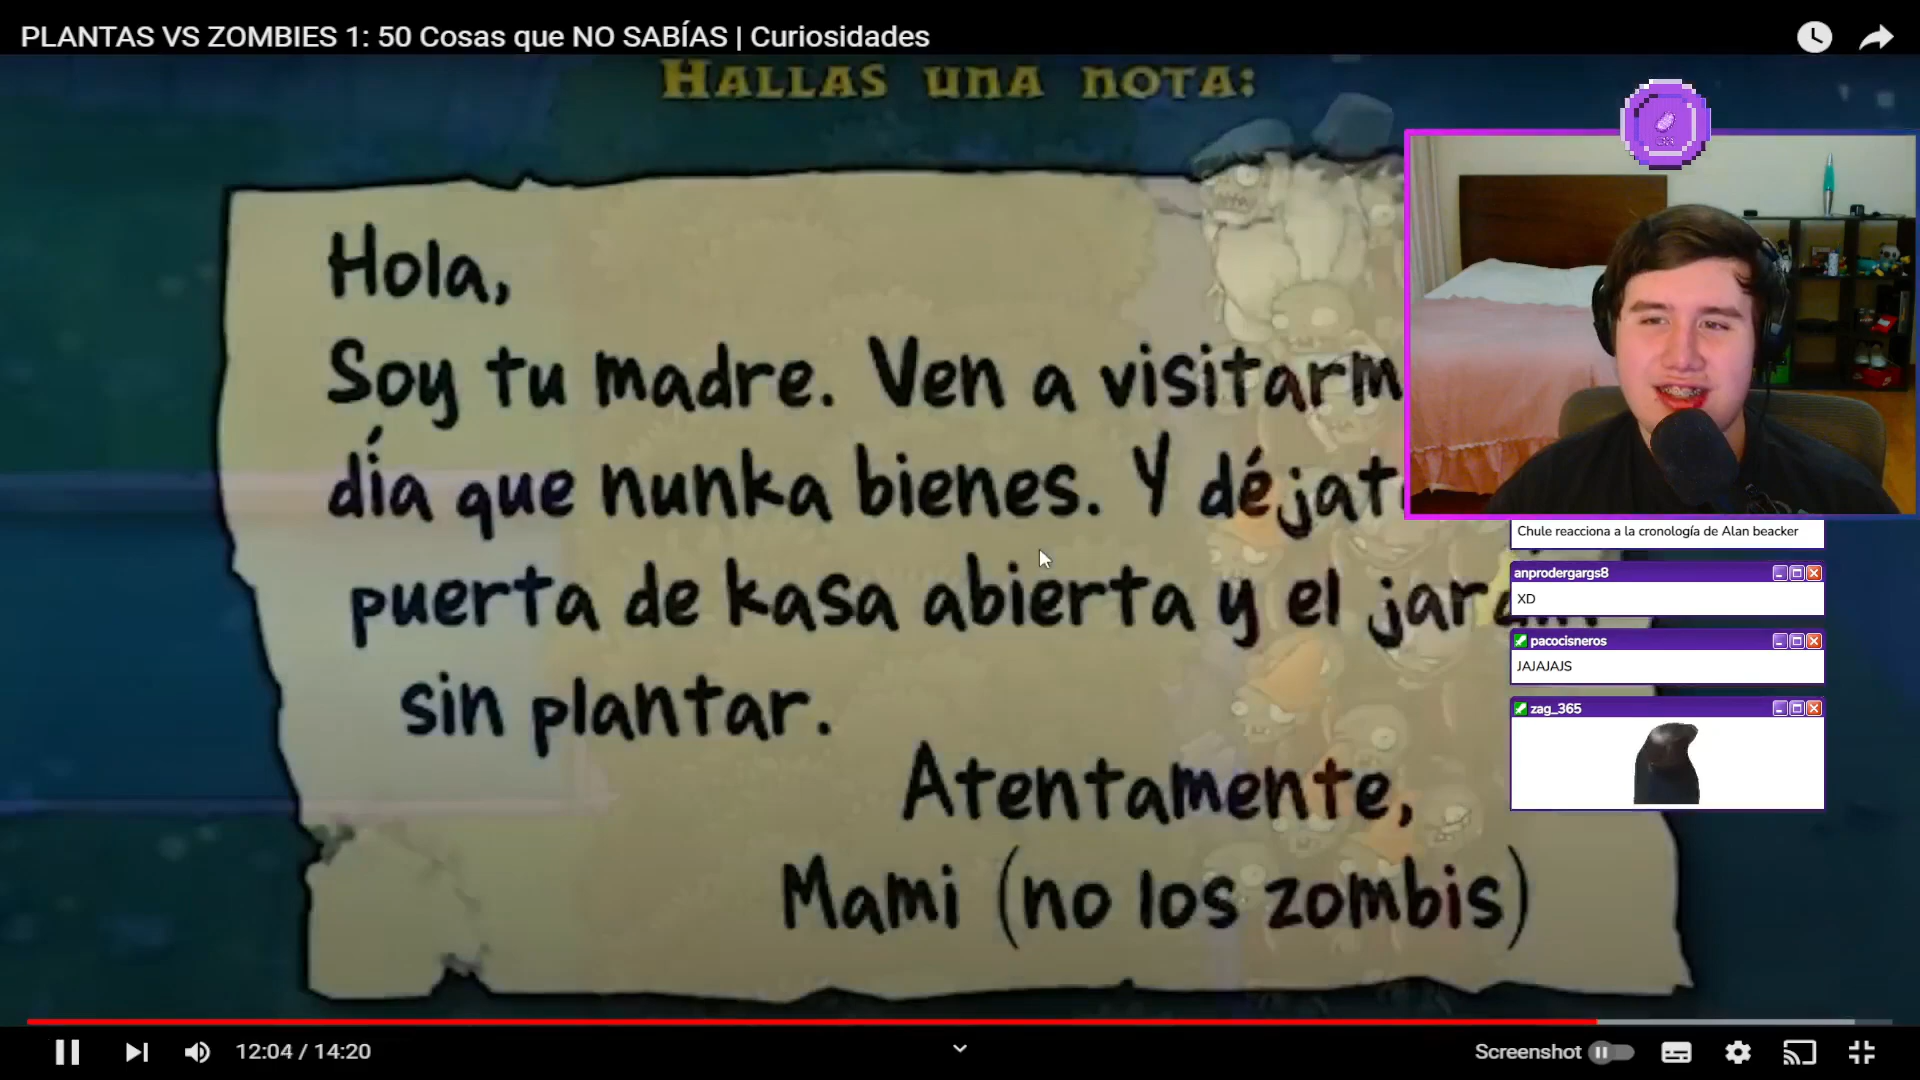 PLANTAS VS ZOMBIES 1: 50 Cosas que NO SABÍAS | Curiosidades
HALLAS UNA NOTA:
Hola,
Soy tu madre. Ven a visitarm
día que nunka bienes. Y déjat
puerta de kasa abierta y el jar
sin plantar.
Atentamente,
Mami (no los zombis)
Chule reacciona a la cronología de Alan beacker
anprodergargs8
XD
pacocisneros
JAJAJAJS
zag_365
12:04 / 14:20
Screenshot